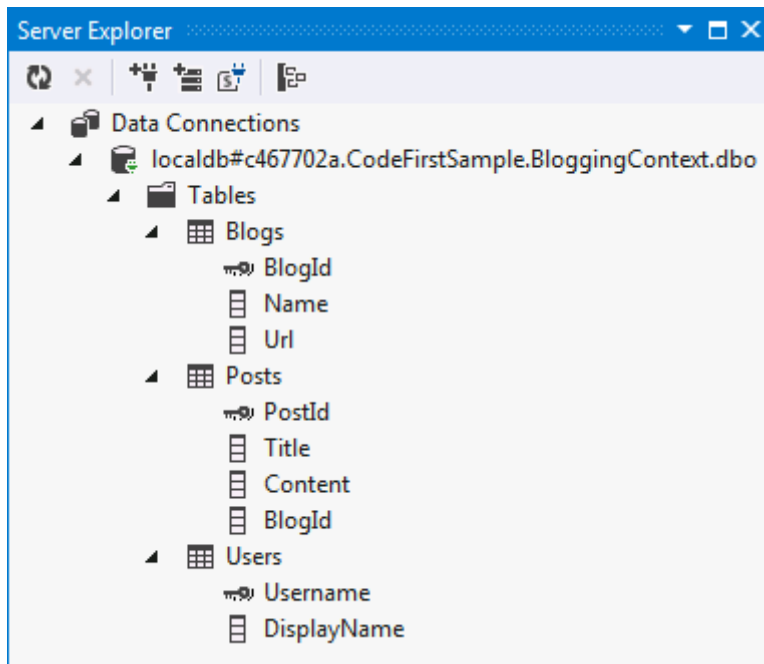 Server Explorer
Data Connections
localdb#c467702a.CodeFirstSample.BloggingContext.dbo
Tables
Blogs
BlogId
Name
Url
Posts
PostId
Title
Content
BlogId
Users
Username
DisplayName